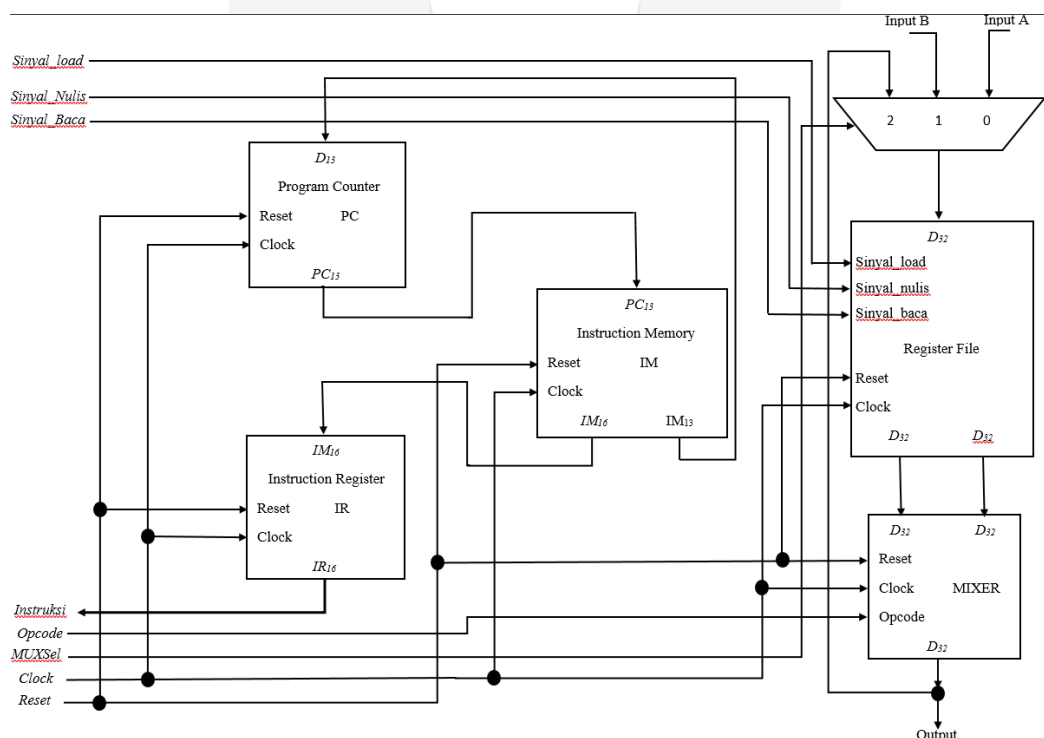 Input B
Input A
Sinyal_load
Sinyal_Nulis
Sinyal_Baca
2 1 0
D13
Program Counter
Reset PC
Clock
PC13
D32
Sinyal_load
Sinyal_nulis
Sinyal_baca
Register File
Reset
Clock
D32 D32
PC13
Instruction Memory
Reset IM
Clock
IM16 IM13
IM16
Instruction Register
Reset IR
Clock
IR16
D32 D32
Reset
Clock MIXER
Opcode
D32
Instruksi
Opcode
MUXSel
Clock
Reset
Output